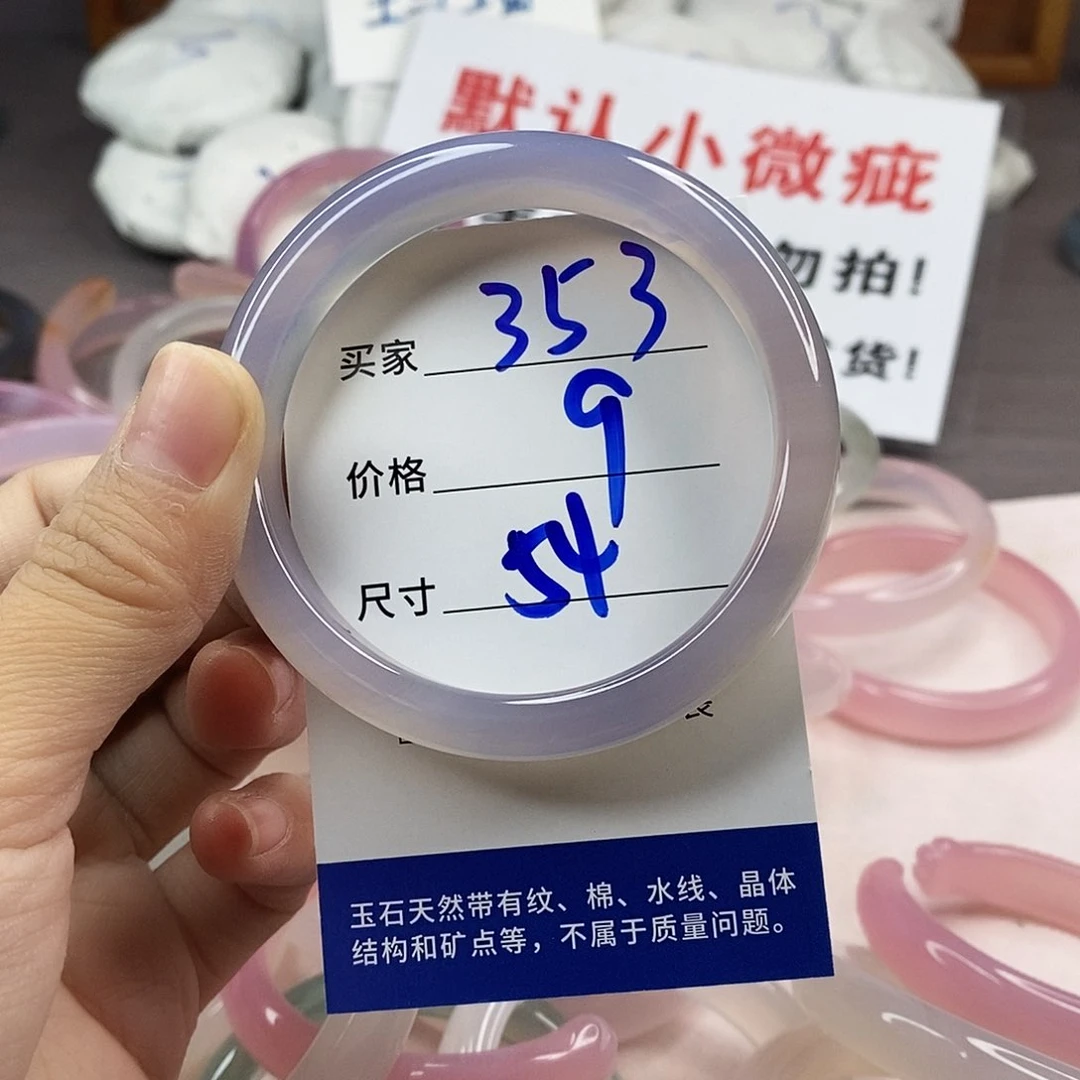 默认小微疵
勿拍!
货!
买家 353
价格 9
尺寸 54
玉石天然带有纹、棉、水线、晶体
结构和矿点等，不属于质量问题。